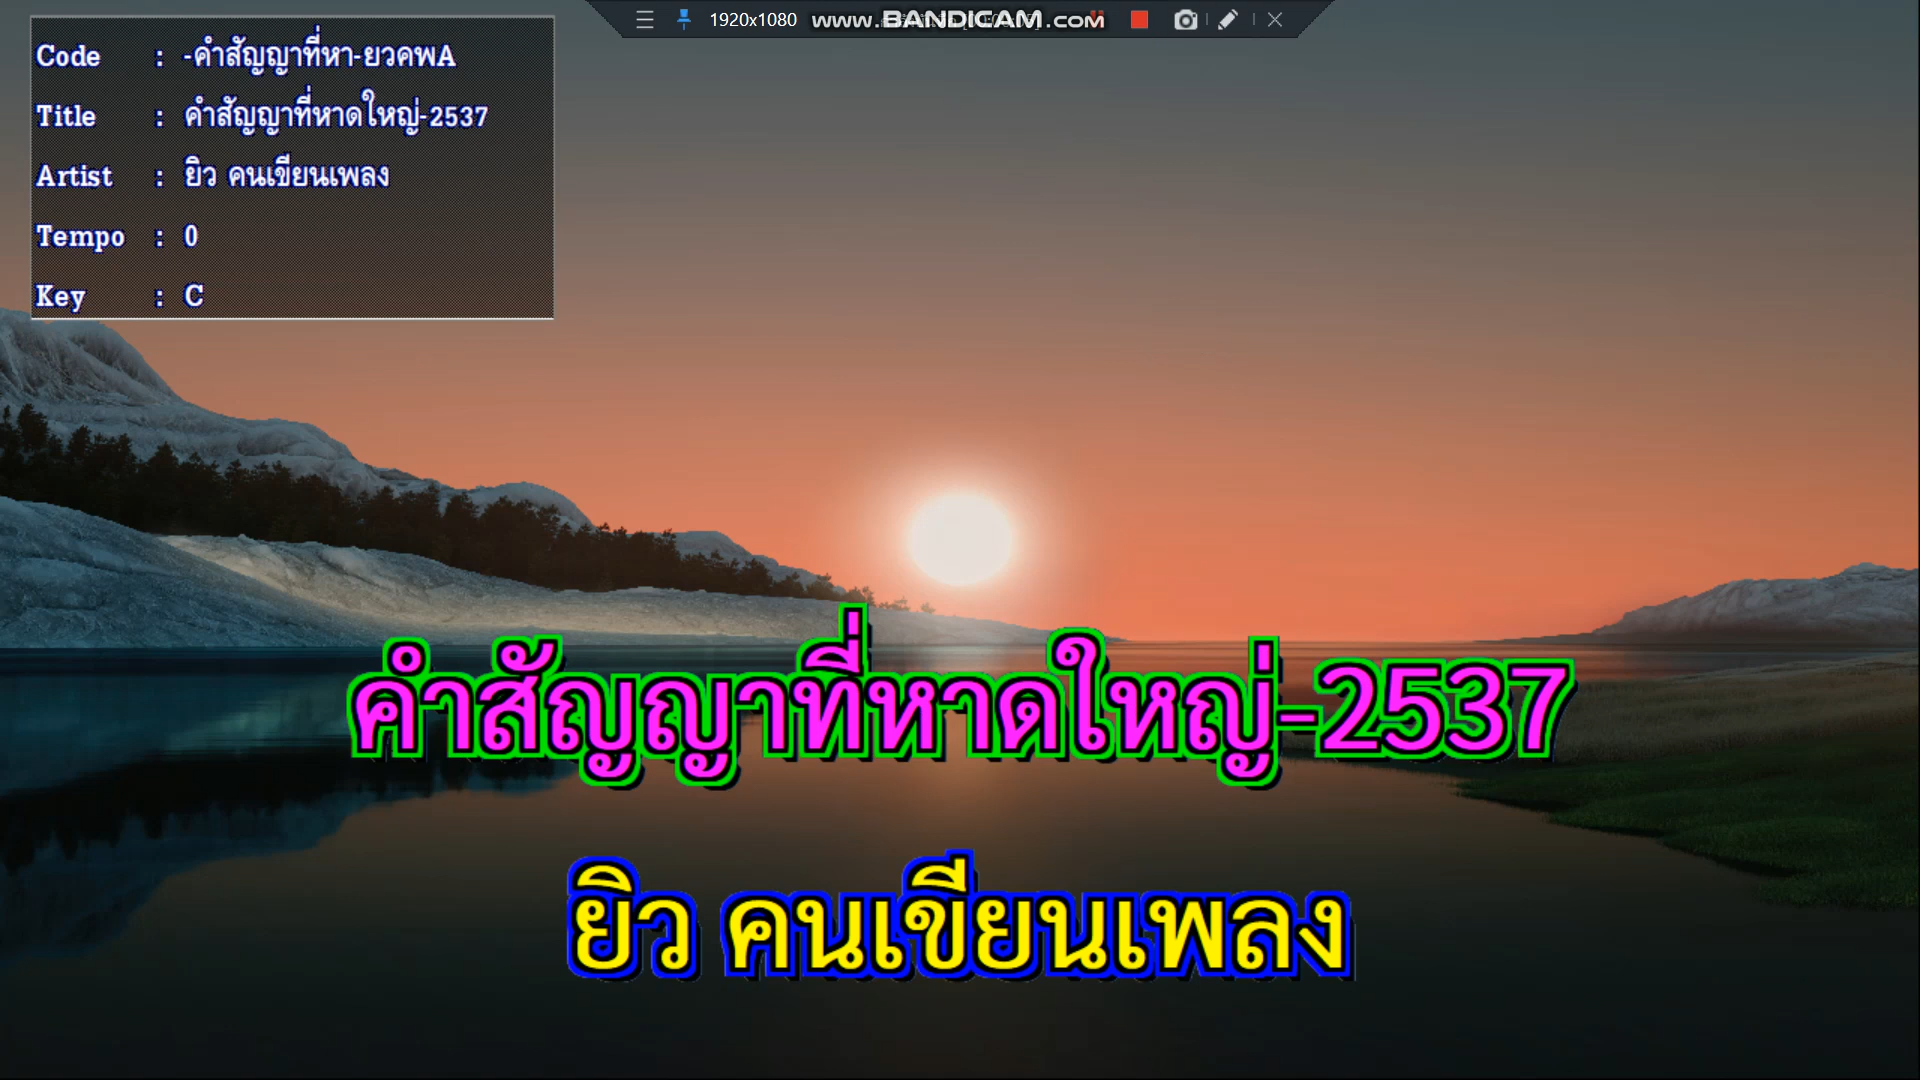 1920x1080 www.BANDICAM.com
Code : -คำสัญญาที่หา-ยวคพA
Title : คำสัญญาที่หาดใหญ่-2537
Artist : ยิว คนเขียนเพลง
Tempo : 0
Key : C
คำสัญญาที่หาดใหญ่-2537
ยิว คนเขียนเพลง